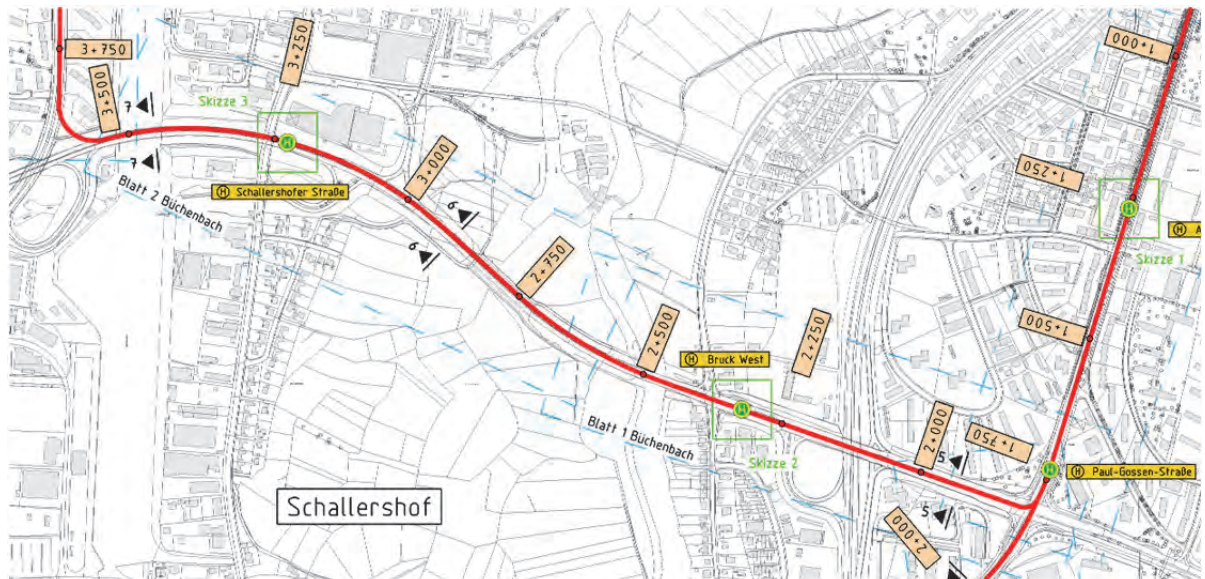 3+750
3+500
7
7
Skizze 3
3+250
H
H Schallershofer Straße
Blatt 2 Büchenbach
3+000
6
6
2+750
2+500
H Bruck West
H
Skizze 2
2+250
Blatt 1 Büchenbach
Schallershof
1+000
1+250
H
H A
Skizze 1
1+500
1+750
2+000
5
5
H
H Paul-Gossen-Straße
2+000